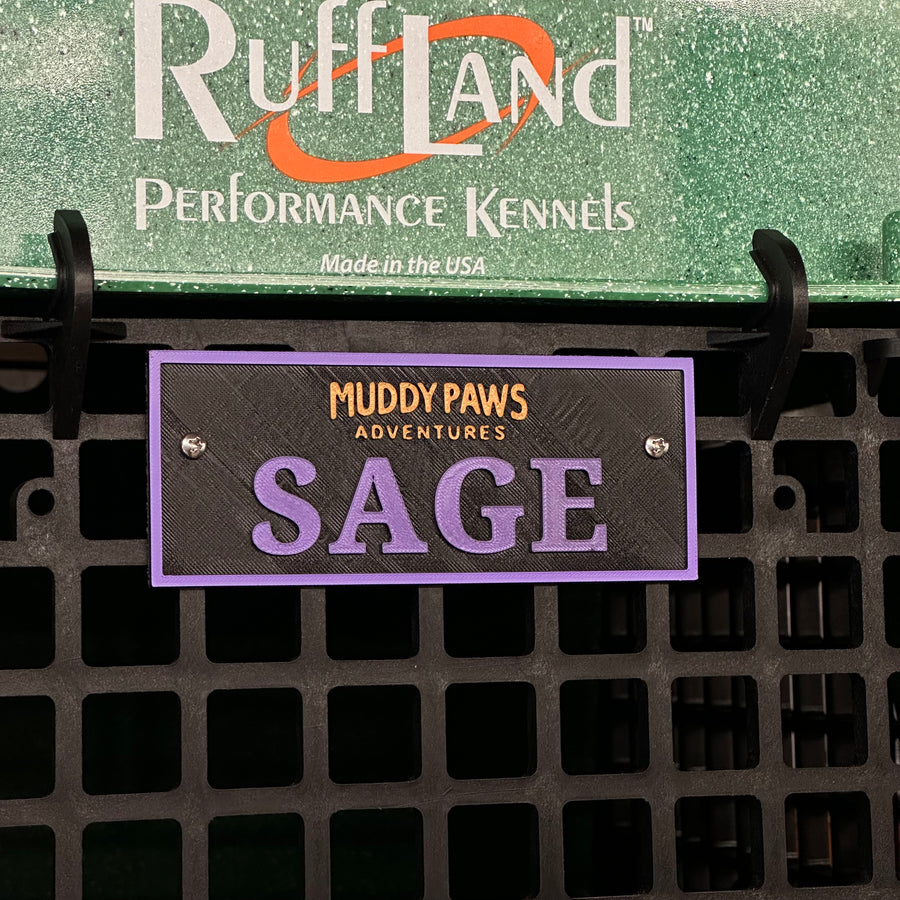 RuffLand™
Performance Kennels
Made in the USA
MUDDY PAWS
ADVENTURES
SAGE